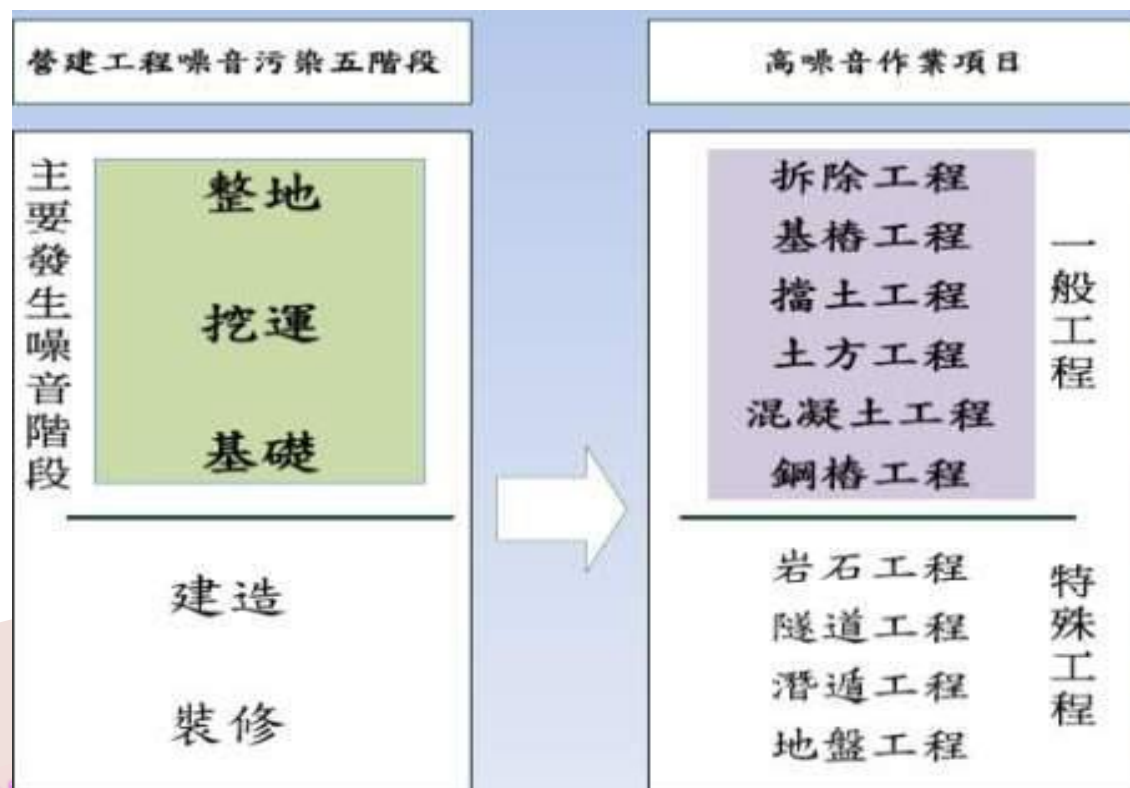 營建工程噪音污染五階段
主要發生噪音階段
整地
挖運
基礎
建造
裝修
高噪音作業項目
拆除工程
基樁工程
擋土工程
土方工程
混凝土工程
鋼樁工程
一般工程
岩石工程
隧道工程
潛遁工程
地盤工程
特殊工程